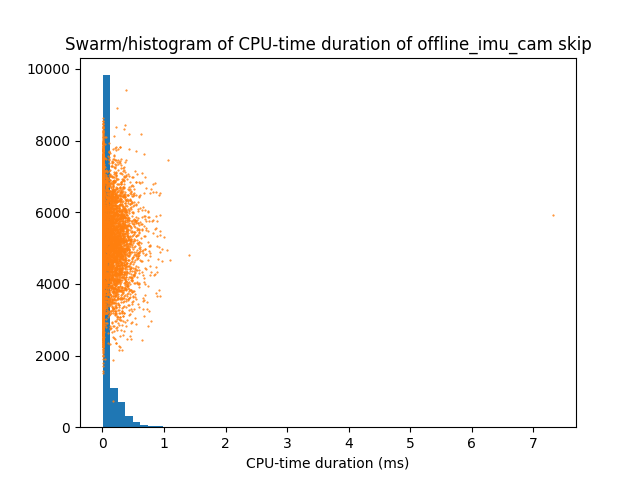 Swarm/histogram of CPU-time duration of offline_imu_cam skip
10000
8000
6000
4000
2000
0
0 1 2 3 4 5 6 7
CPU-time duration (ms)